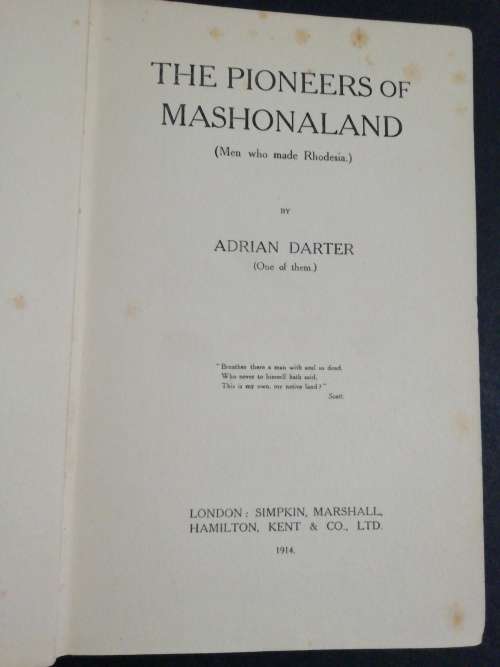 THE PIONEERS OF
MASHONALAND
(Men who made Rhodesia.)
BY
ADRIAN DARTER
(One of them.)
"Breathes there a man with soul so dead,
Who never to himself hath said,
This is my own, my native land?"
Scott.
LONDON: SIMPKIN, MARSHALL,
HAMILTON, KENT & CO., LTD.
1914.